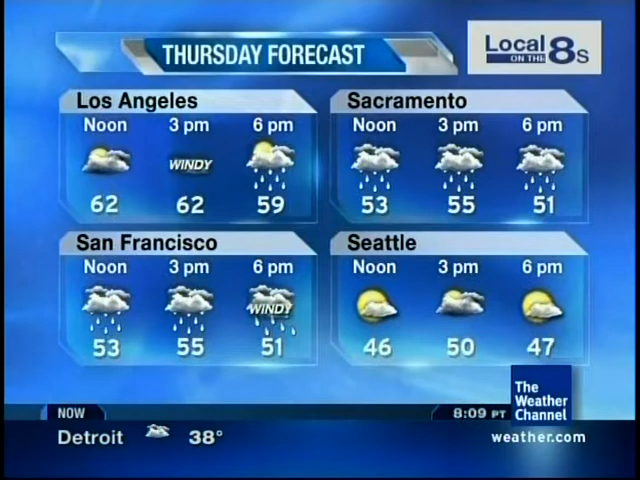 THURSDAY FORECAST
Local
ON THE 8s
Los Angeles
Noon 3 pm 6 pm
WINDY
62 62 59
Sacramento
Noon 3 pm 6 pm
53 55 51
San Francisco
Noon 3 pm 6 pm
WINDY
53 55 51
Seattle
Noon 3 pm 6 pm
46 50 47
NOW
8:09 PT
The
Weather
Channel
Detroit 38°
weather.com